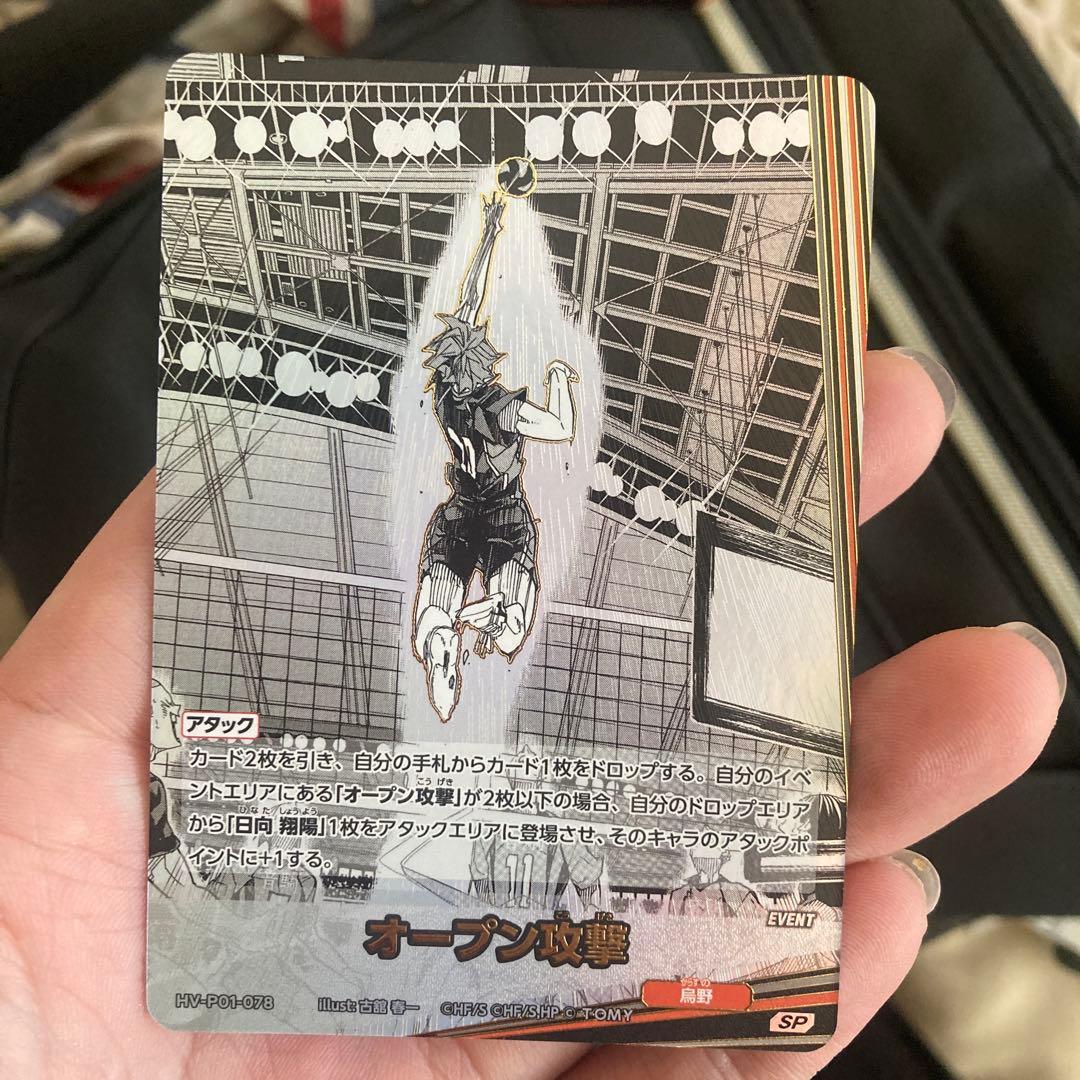 アタック
カード2枚を引き、自分の手札からカード1枚をドロップする。自分のイベ
ントエリアにある「オープン攻撃」が2枚以下の場合、自分のドロップエリア
から「日向 翔陽」1枚をアタックエリアに登場させ、そのキャラのアタックポ
イントに+1する。
11
EVENT
オープン攻撃
烏野
HV-P01-078 illust: 古舘 春一 ©HF/S ©HF/S,HP © TOMY
SP